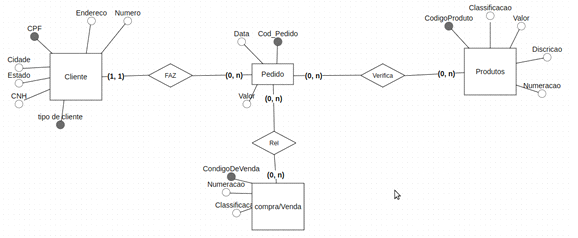 Classificacao
Endereco
Numero
CPF
CodigoProduto
Valor
Data
Cod_Pedido
Discricao
Cidade
Estado
CNH
Cliente
(1, 1)
FAZ
(0, n)
Pedido
(0, n)
Verifica
(0, n)
Produtos
Numeracao
Valor
(0, n)
tipo de cliente
Rel
CondigoDeVenda
(0, n)
Numeracao
Classificaca
compra/Venda